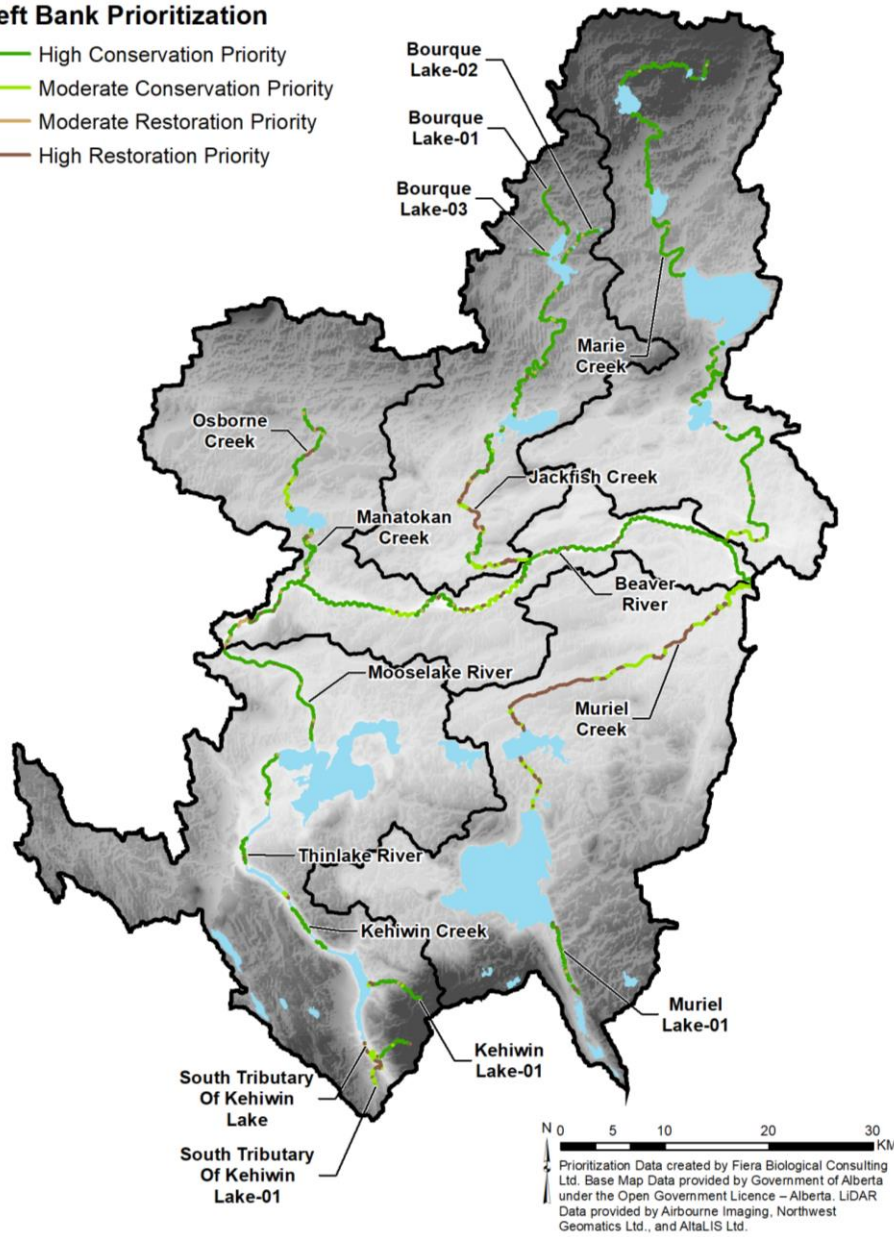 eft Bank Prioritization
High Conservation Priority
Moderate Conservation Priority
Moderate Restoration Priority
High Restoration Priority
Bourque
Lake-02
Bourque
Lake-01
Bourque
Lake-03
Marie
Creek
Osborne
Creek
Jackfish Creek
Manatokan
Creek
Beaver
River
Mooselake River
Muriel
Creek
Thinlake River
Kehiwin Creek
Muriel
Lake-01
Kehiwin
Lake-01
South Tributary
Of Kehiwin
Lake
South Tributary
Of Kehiwin
Lake-01
N 0 5 10 20 30
KM
Prioritization Data created by Fiera Biological Consulting
Ltd. Base Map Data provided by Government of Alberta
under the Open Government Licence – Alberta. LiDAR
Data provided by Airbourne Imaging, Northwest
Geomatics Ltd., and AltaLIS Ltd.